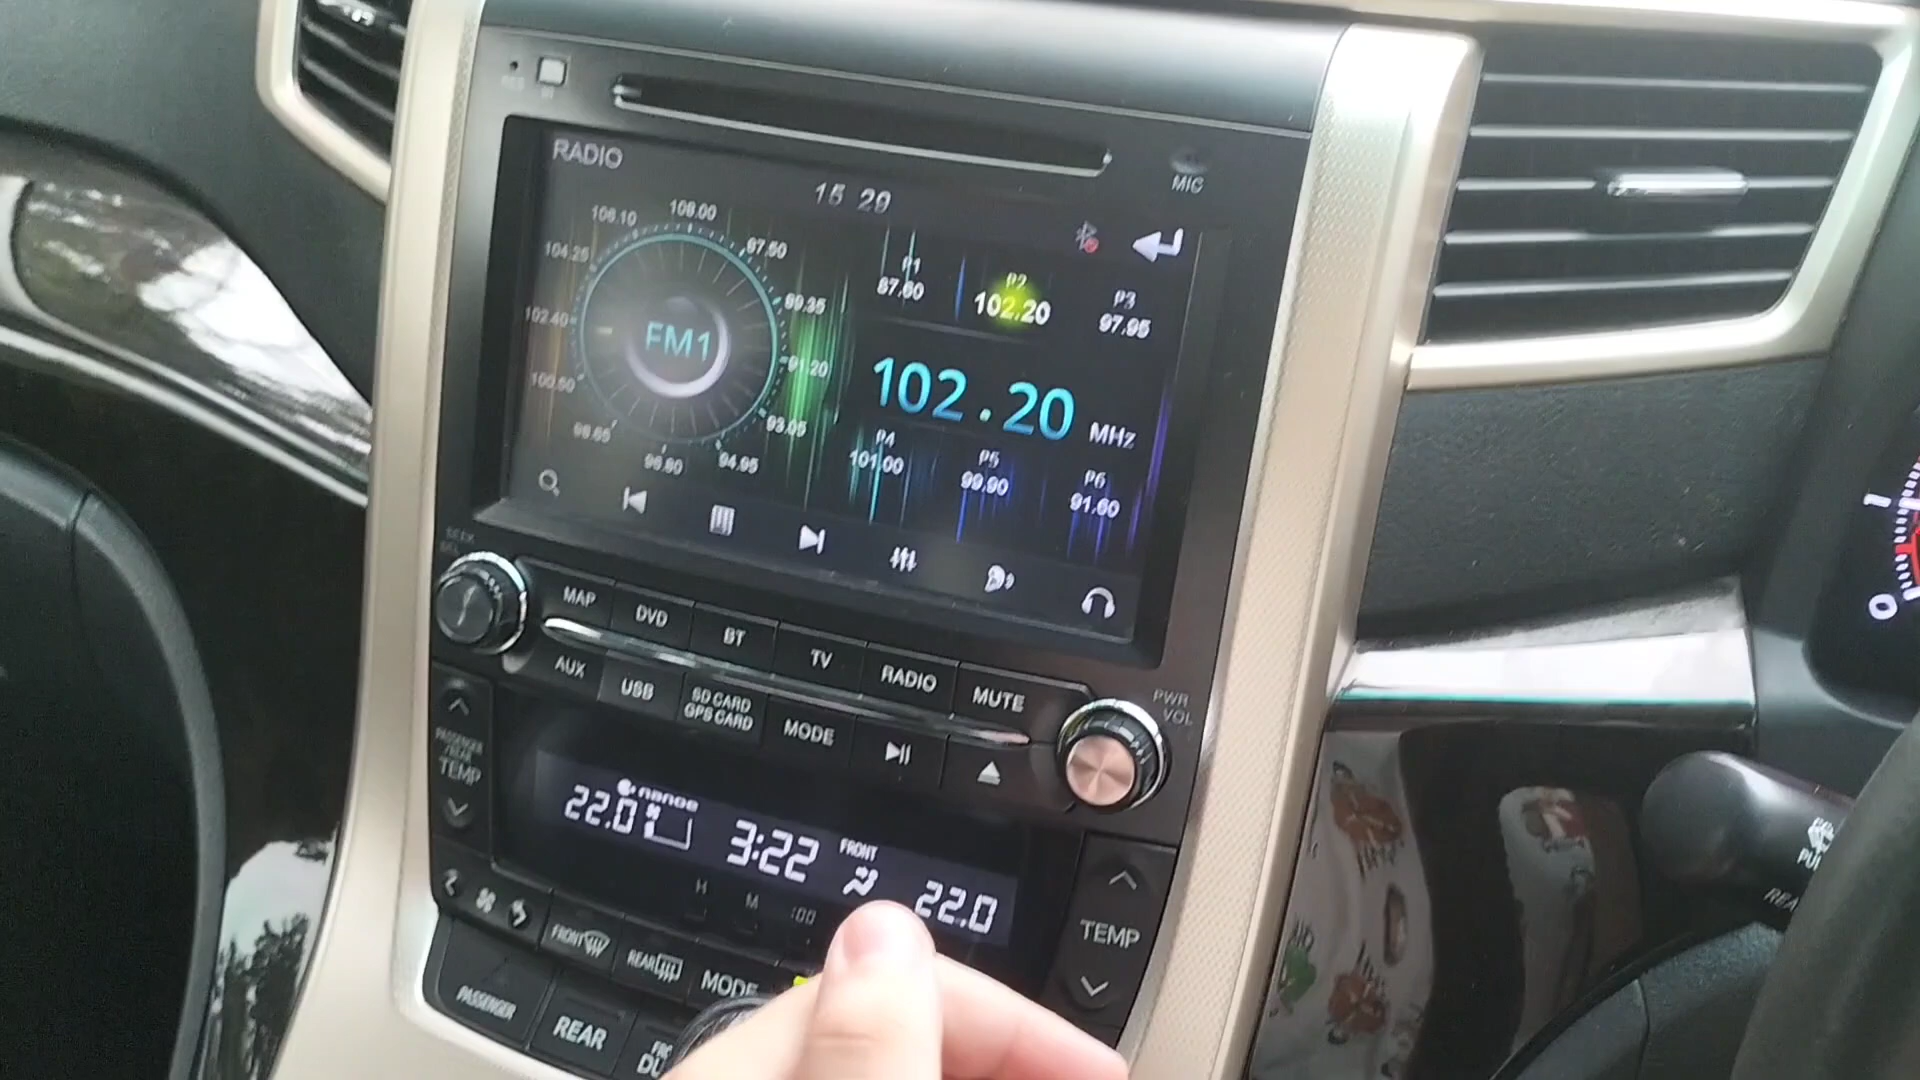 RADIO
15 29
MIC
106.10
108.00
87.50
104.25
89.35
102.40
91.20
100.50
93.05
98.65
96.80
94.95
FM1
P1
87.60
P2
102.20
P3
97.95
102.20 MHz
P4
101.00
P5
99.90
P6
91.60
SEEK
MAP
DVD
BT
TV
RADIO
MUTE
PWR
VOL
AUX
USB
SD CARD
GPS CARD
MODE
PASSENGER
/REAR
TEMP
nanoe
22.0
3:22
FRONT
22.0
H
M
:00
TEMP
FRONT
REAR
MODE
PASSENGER
REAR
1
0